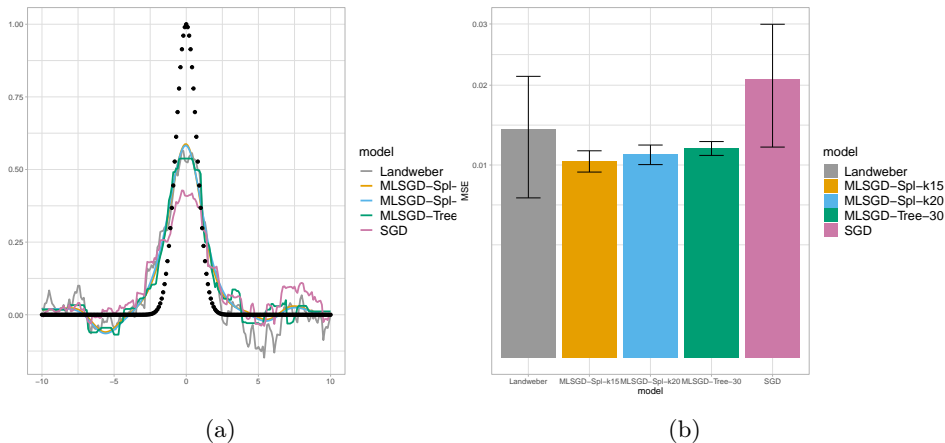 1.00
0.75
0.50
0.25
0.00
−10
−5
0
5
10
model
Landweber
MLSGD−Spl−
MLSGD−Spl−
MLSGD−Tree
SGD
(a)
0.03
0.02
0.01
MSE
Landweber
MLSGD−Spl−k15
MLSGD−Spl−k20
MLSGD−Tree−30
SGD
model
model
Landweber
MLSGD−Spl−k15
MLSGD−Spl−k20
MLSGD−Tree−30
SGD
(b)